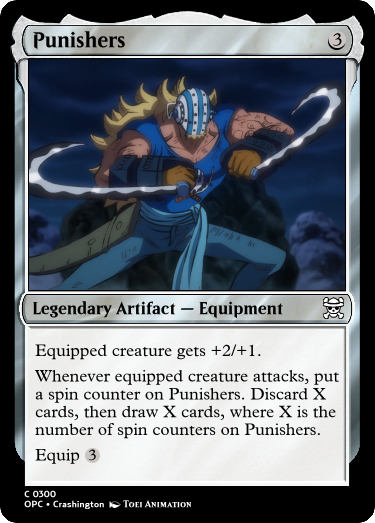 Punishers 3
Legendary Artifact — Equipment
Equipped creature gets +2/+1.
Whenever equipped creature attacks, put
a spin counter on Punishers. Discard X
cards, then draw X cards, where X is the
number of spin counters on Punishers.
Equip 3
C 0300
OPC • Crashington TOEI ANIMATION